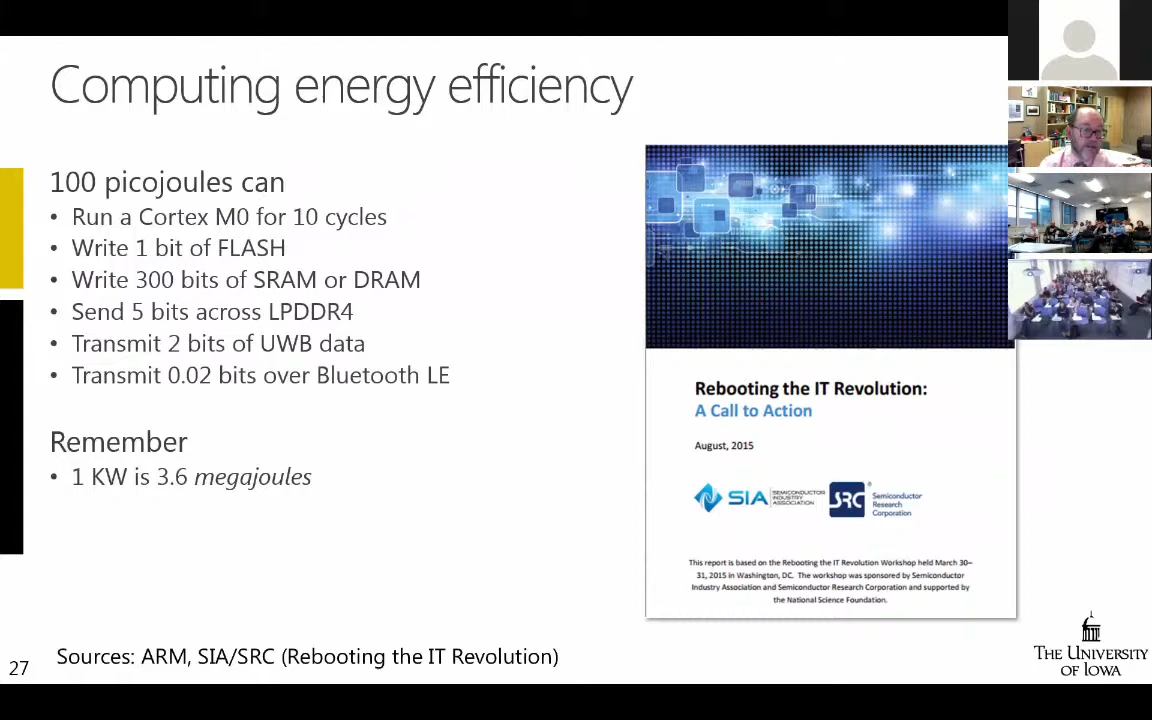 Computing energy efficiency
100 picojoules can
• Run a Cortex M0 for 10 cycles
• Write 1 bit of FLASH
• Write 300 bits of SRAM or DRAM
• Send 5 bits across LPDDR4
• Transmit 2 bits of UWB data
• Transmit 0.02 bits over Bluetooth LE
Remember
• 1 KW is 3.6 megajoules
Rebooting the IT Revolution:
A Call to Action
August, 2015
SIA SEMICONDUCTOR
INDUSTRY
ASSOCIATION
SRC® Semiconductor
Research
Corporation
This report is based on the Rebooting the IT Revolution Workshop held March 30–
31, 2015 in Washington, DC. The workshop was sponsored by Semiconductor
Industry Association and Semiconductor Research Corporation and supported by
the National Science Foundation.
Sources: ARM, SIA/SRC (Rebooting the IT Revolution)
27
THE UNIVERSITY
OF IOWA